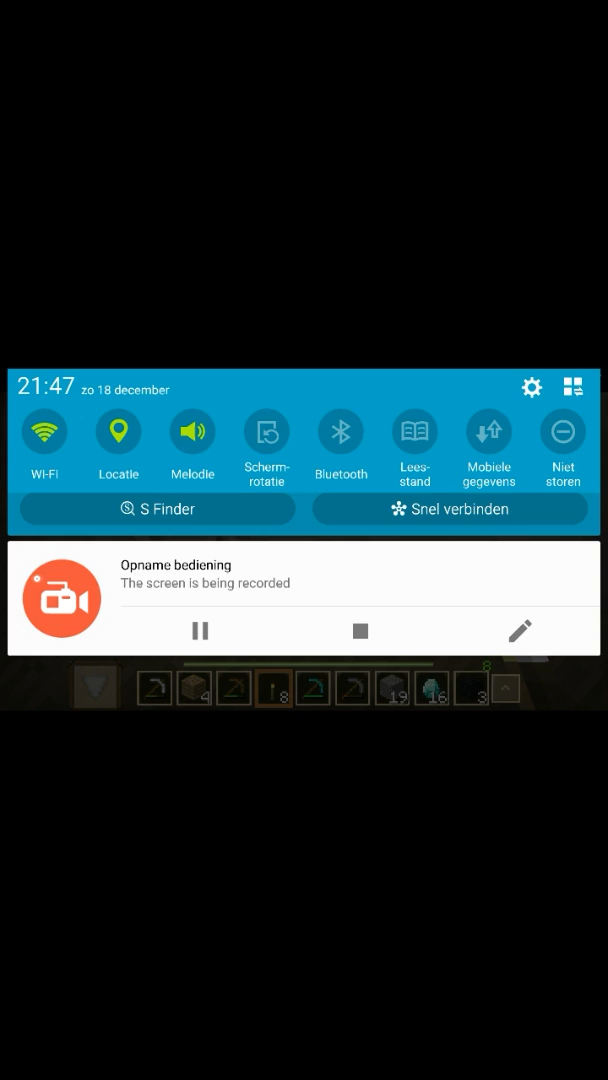 21:47 zo 18 december
Wi-Fi Locatie Melodie Scherm-rotatie Bluetooth Lees-stand Mobiele gegevens Niet storen
S Finder Snel verbinden
Opname bediening
The screen is being recorded
8
4 8 19 16 3